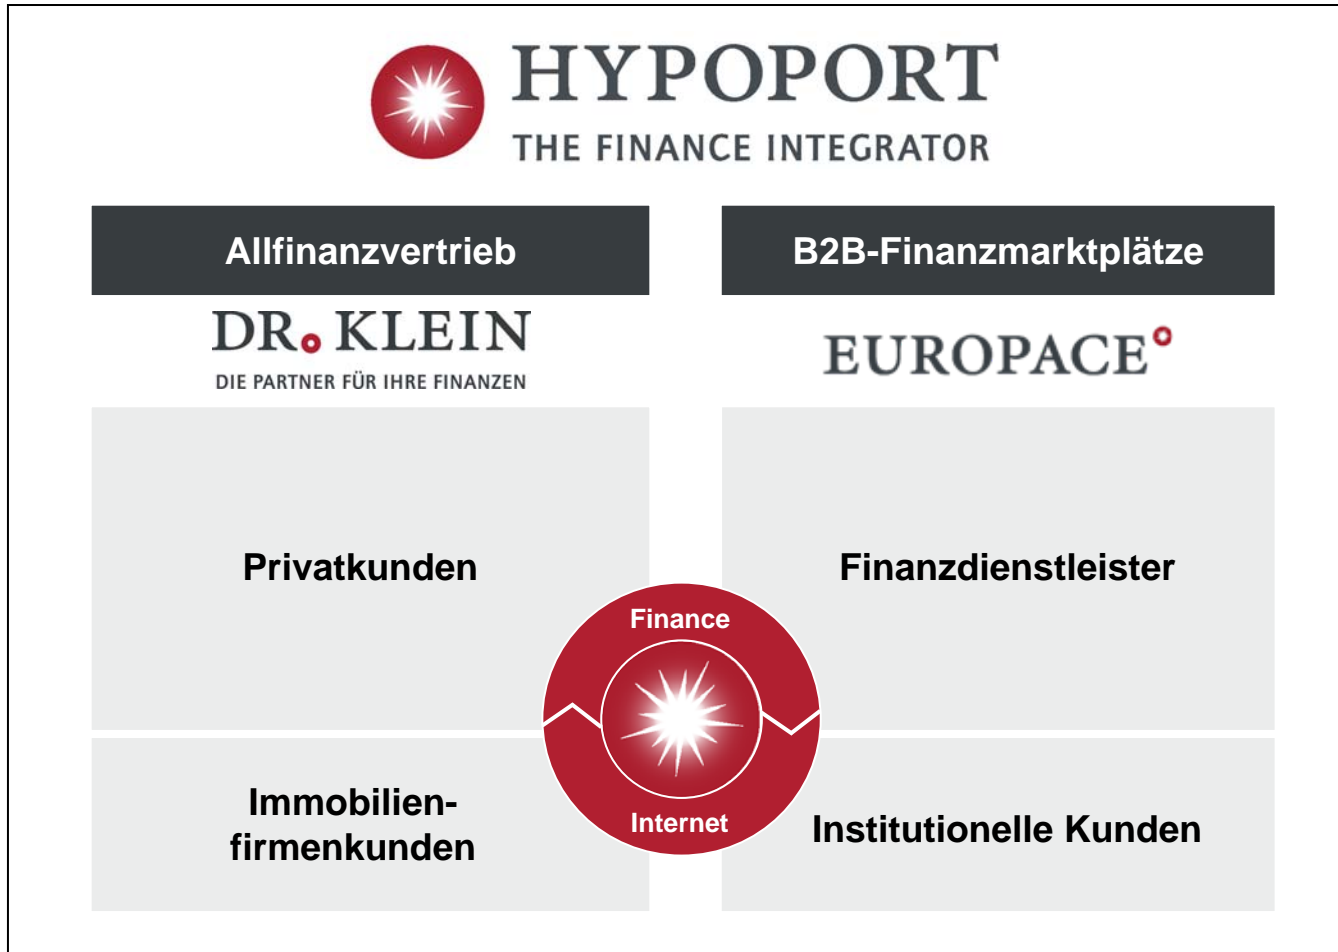 HYPOPORT
THE FINANCE INTEGRATOR
Allfinanzvertrieb
DR. KLEIN
DIE PARTNER FÜR IHRE FINANZEN
Privatkunden
Immobilien-
firmenkunden
B2B-Finanzmarktplätze
EUROPACE
Finanzdienstleister
Institutionelle Kunden
Finance
Internet